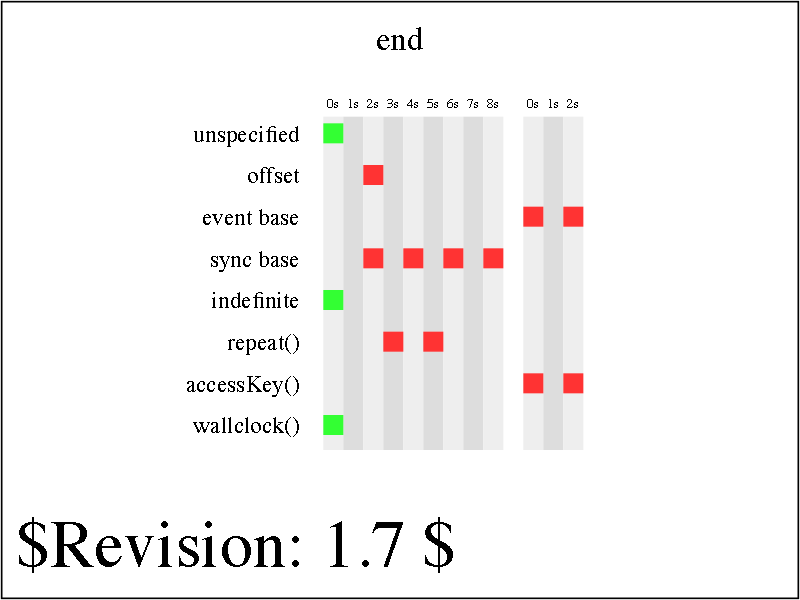 end
0s 1s 2s 3s 4s 5s 6s 7s 8s 0s 1s 2s
unspecified
offset
event base
sync base
indefinite
repeat()
accessKey()
wallclock()
$Revision: 1.7 $